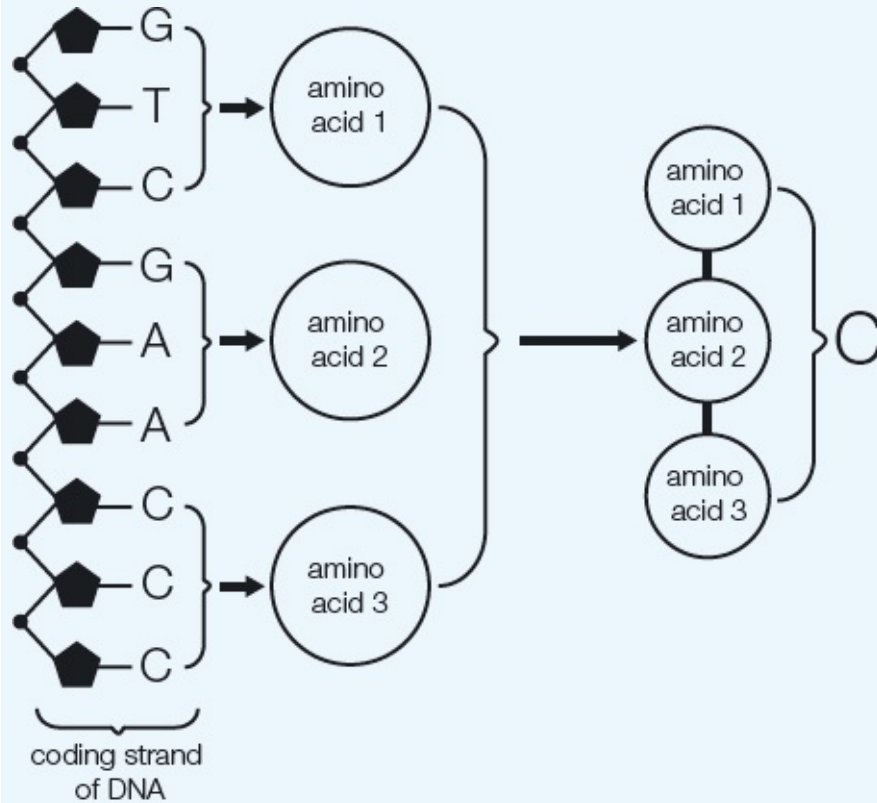 G
T
C
G
A
A
C
C
C
amino
acid 1
amino
acid 2
amino
acid 3
amino
acid 1
amino
acid 2
amino
acid 3
C
coding strand
of DNA